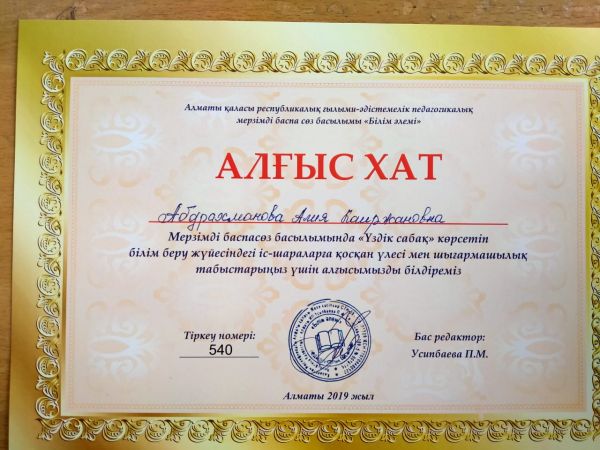 Алматы қаласы республикалық ғылыми-әдістемелік педагогикалық
мерзімді баспа сөз басылымы «Білім әлемі»
АЛҒЫС ХАТ
Абдрахманова Алия Каиржановна
Мерзімді баспасөз басылымында «Үздік сабақ» көрсетіп
білім беру жүпесіндегі іс-шараларға қосқан үлесі мен шығармашылық
табыстарыңыз үшін алғысымызды білдіреміз
Тіркеу номері:
540
Бас редактор:
Усипбаева П.М.
Алматы 2019 жыл